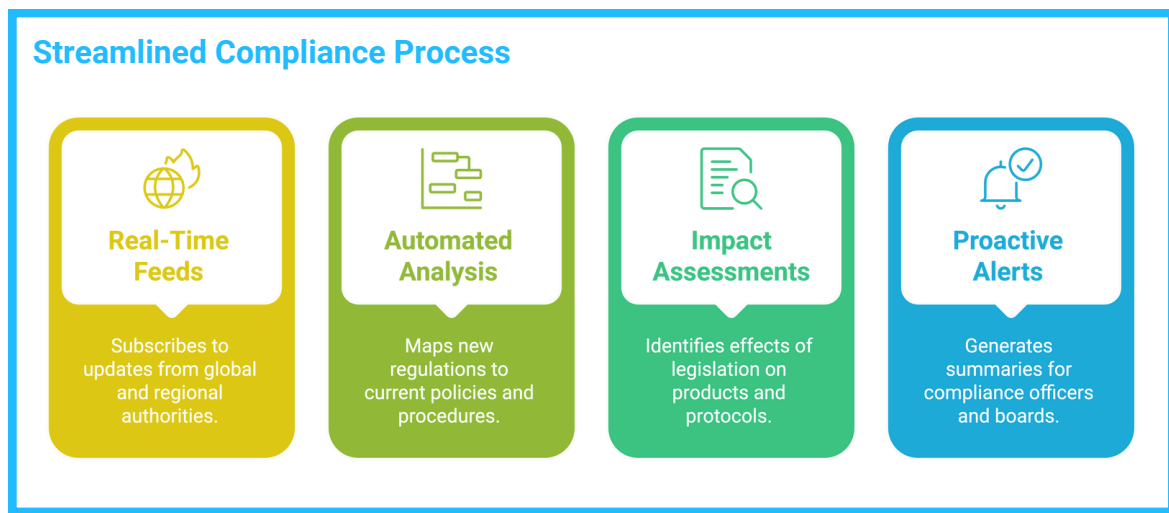 Streamlined Compliance Process
Real-Time
Feeds
Subscribes to
updates from global
and regional
authorities.
Automated
Analysis
Maps new
regulations to
current policies and
procedures.
Impact
Assessments
Identifies effects of
legislation on
products and
protocols.
Proactive
Alerts
Generates
summaries for
compliance officers
and boards.